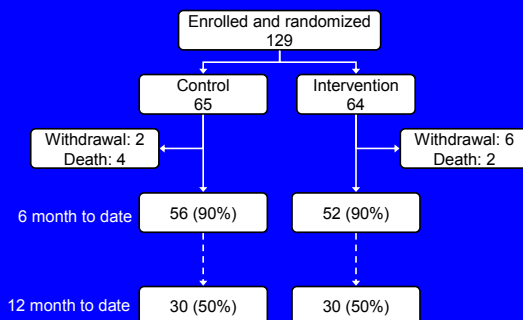 Enrolled and randomized
129
Control
65
Intervention
64
Withdrawal: 2
Death: 4
Withdrawal: 6
Death: 2
6 month to date
56 (90%)
52 (90%)
12 month to date
30 (50%)
30 (50%)